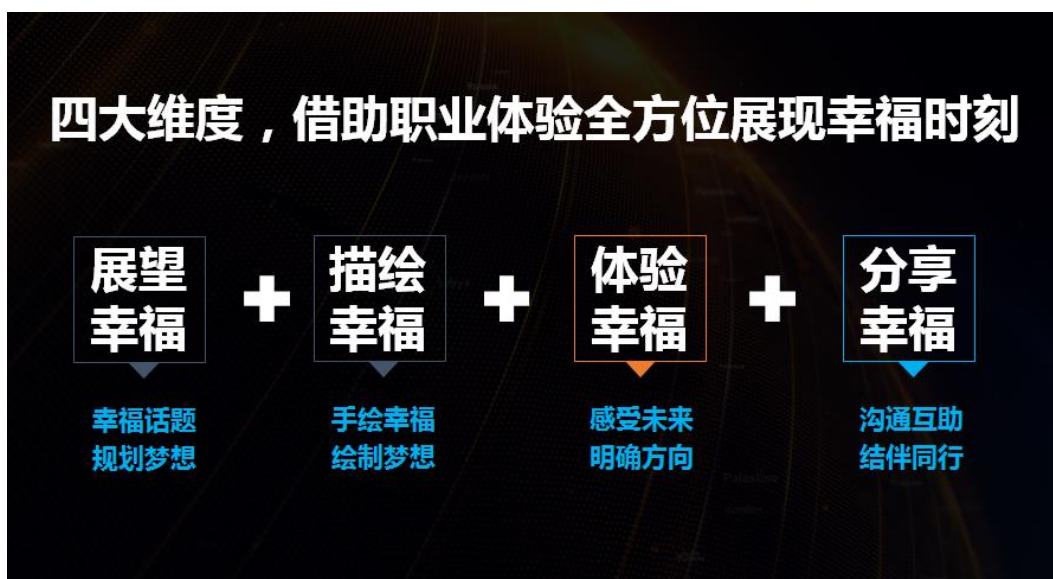 四大维度，借助职业体验全方位展现幸福时刻
展望
幸福
描绘
幸福
体验
幸福
分享
幸福
幸福话题
规划梦想
手绘幸福
绘制梦想
感受未来
明确方向
沟通互助
结伴同行
Palastine